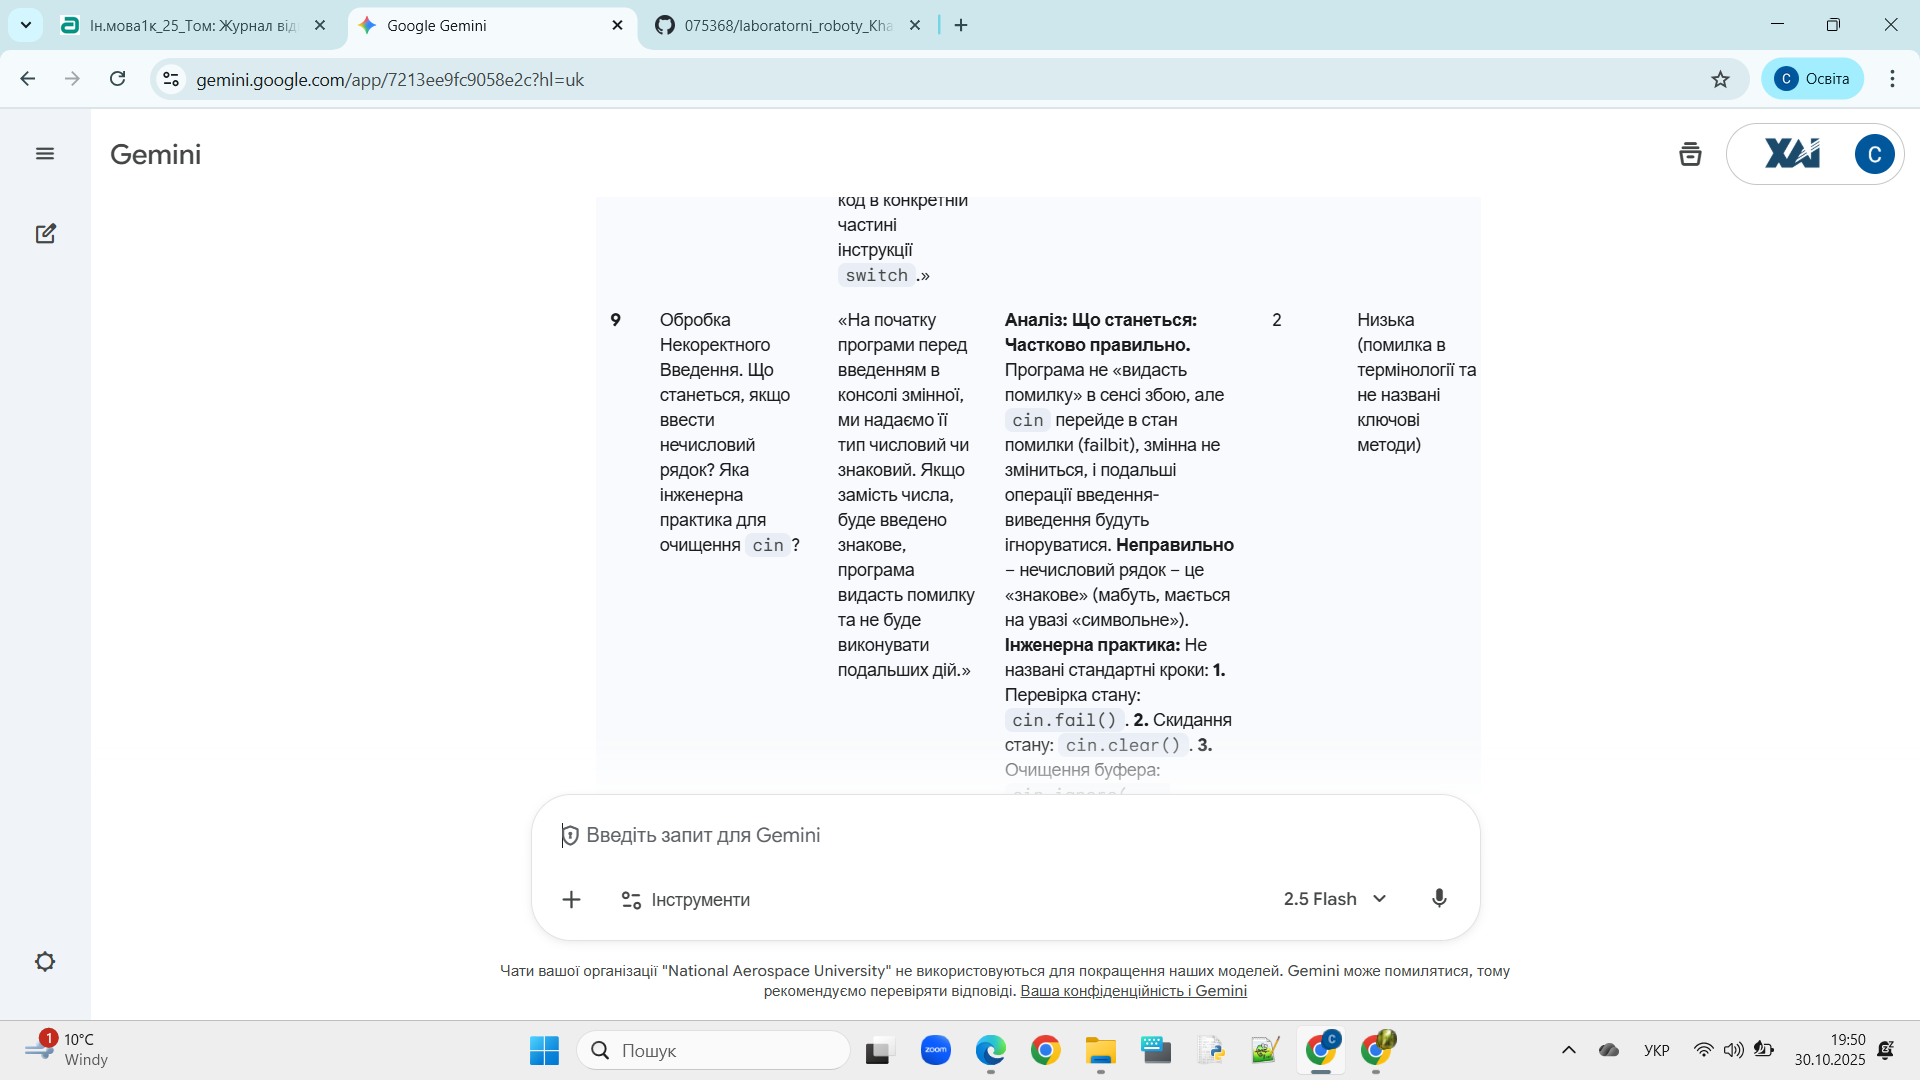 Ін.мова1к_25_Том: Журнал від
Google Gemini
075368/laboratorni_roboty_Kha
gemini.google.com/app/7213ee9fc9058e2c?hl=uk
C
Освіта
Gemini
XAI
C
код в конкретній
частині
інструкції
switch.»
9
Обробка
Некоректного
Введення. Що
станеться, якщо
ввести
нечисловий
рядок? Яка
інженерна
практика для
очищення cin?
«На початку
програми перед
введенням в
консолі змінної,
ми надаємо її
тип числовий чи
знаковий. Якщо
замість числа,
буде введено
знакове,
програма
видасть помилку
та не буде
виконувати
подальших дій.»
Аналіз: Що станеться:
Частково правильно.
Програма не «видасть
помилку» в сенсі збою, але
cin перейде в стан
помилки (failbit), змінна не
зміниться, і подальші
операції введення-
виведення будуть
ігноруватися. Неправильно
– нечисловий рядок – це
«знакове» (мабуть, мається
на увазі «символьне»).
Інженерна практика: Не
названі стандартні кроки: 1.
Перевірка стану:
cin.fail(). 2. Скидання
стану: cin.clear(). 3.
Очищення буфера:
cin.ignore(
2
Низька
(помилка в
термінології та
не названі
ключові
методи)
Введіть запит для Gemini
Інструменти
2.5 Flash
Чати вашої організації "National Aerospace University" не використовуються для покращення наших моделей. Gemini може помилятися, тому
рекомендуємо перевіряти відповіді. Ваша конфіденційність і Gemini
1
10°C
Windy
Пошук
zoom
C
УКР
19:50
30.10.2025